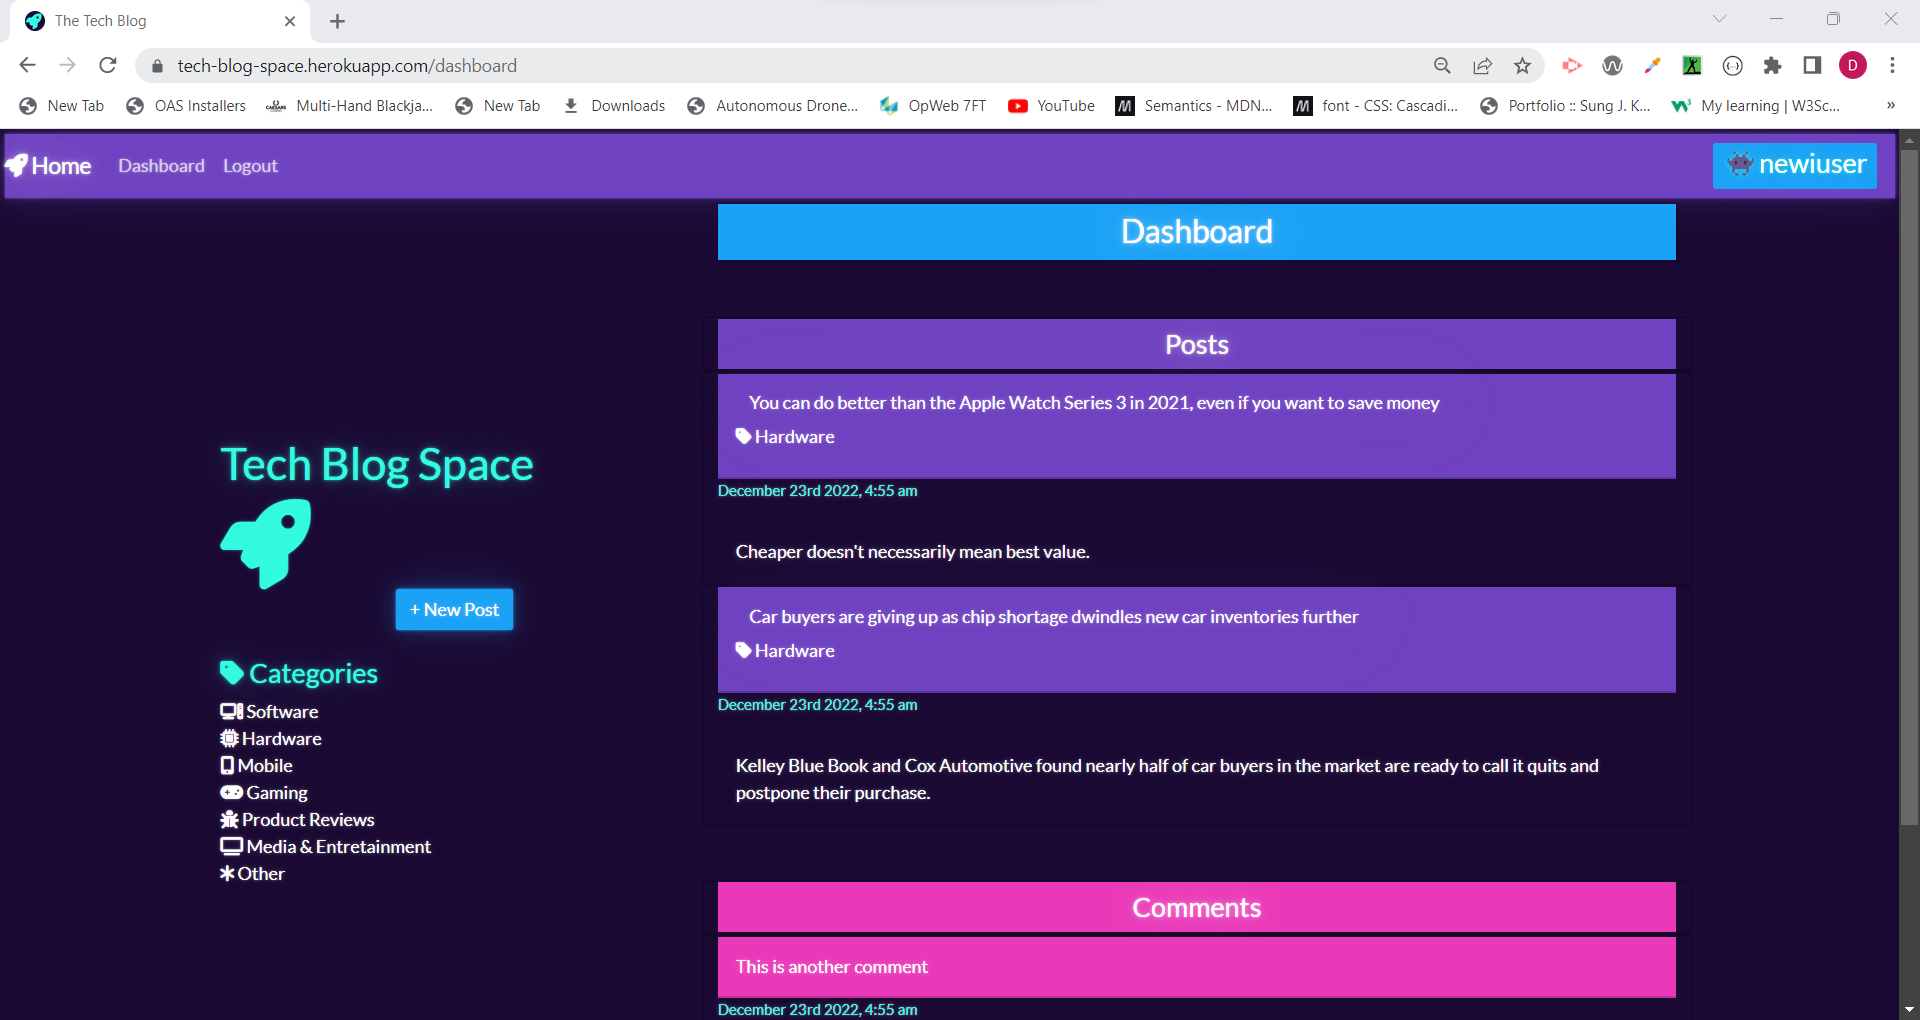 The Tech Blog
tech-blog-space.herokuapp.com/dashboard
D
New Tab
OAS Installers
Multi-Hand Blackja...
New Tab
Downloads
Autonomous Drone...
OpWeb 7FT
YouTube
Semantics - MDN...
font - CSS: Cascadi...
Portfolio :: Sung J. K...
My learning | W3Sc...
»
Home
Dashboard
Logout
newiuser
Dashboard
Tech Blog Space
+ New Post
Categories
Software
Hardware
Mobile
Gaming
Product Reviews
Media & Entretainment
Other
Posts
You can do better than the Apple Watch Series 3 in 2021, even if you want to save money
Hardware
December 23rd 2022, 4:55 am
Cheaper doesn't necessarily mean best value.
Car buyers are giving up as chip shortage dwindles new car inventories further
Hardware
December 23rd 2022, 4:55 am
Kelley Blue Book and Cox Automotive found nearly half of car buyers in the market are ready to call it quits and
postpone their purchase.
Comments
This is another comment
December 23rd 2022, 4:55 am